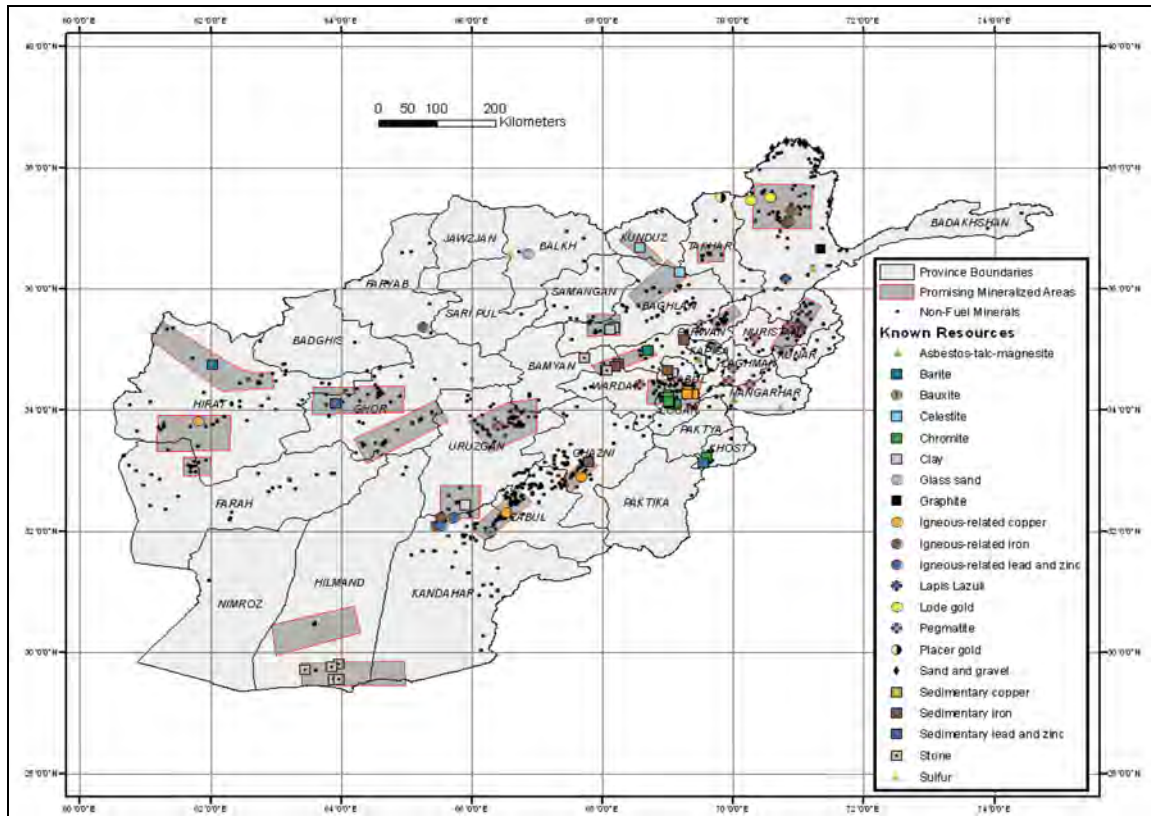 0 50 100 200
Kilometers
BADAKHSHAN
KUNDUZ
TAKHAR
BALKH
JAWZJAN
FARYAB
SAMANGAN
BAGHLAN
SARI PUL
BADGHIS
BAMYAN
NURISTAN
KUNAR
LAGHMAN
WARDAK
NANGARHAR
HIRAT
GHOR
URUZGAN
PAKTYA
KHOST
GHAZNI
PAKTIKA
FARAH
ZABUL
HILMAND
KANDAHAR
NIMROZ
Province Boundaries
Promising Mineralized Areas
Non-Fuel Minerals
Known Resources
Asbestos-talc-magnesite
Barite
Bauxite
Celestite
Chromite
Clay
Glass sand
Graphite
Igneous-related copper
Igneous-related iron
Igneous-related lead and zinc
Lapis Lazuli
Lode gold
Pegmatite
Placer gold
Sand and gravel
Sedimentary copper
Sedimentary iron
Sedimentary lead and zinc
Stone
Sulfur